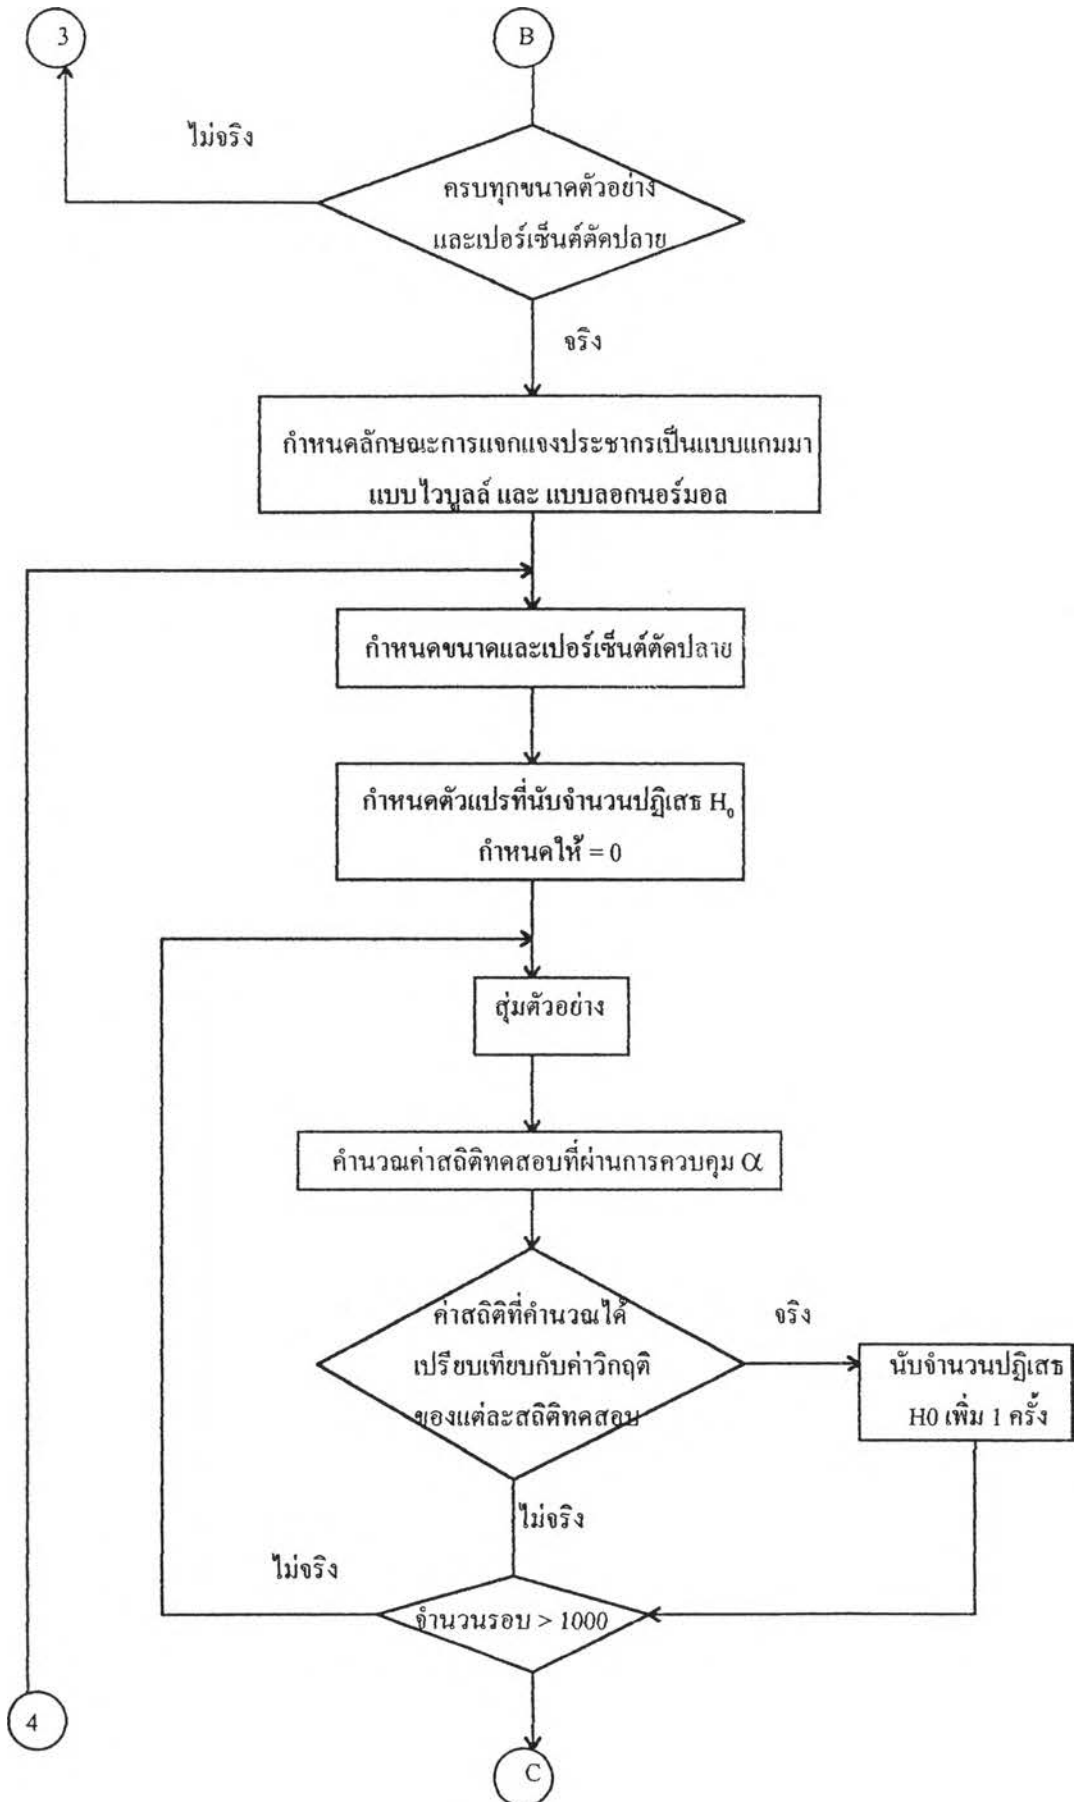 3
B
ไม่จริง
ครบทุกขนาดตัวอย่าง
และเปอร์เซ็นต์ตัดปลาย
จริง
กำหนดลักษณะการแจกแจงประชากรเป็นแบบแกมมา
แบบไวบูลล์ และ แบบลอกนอร์มอล
กำหนดขนาดและเปอร์เซ็นต์ตัดปลาย
กำหนดตัวแปรที่นับจำนวนปฏิเสธ H₀
กำหนดให้ = 0
สุ่มตัวอย่าง
คำนวณค่าสถิติทดสอบที่ผ่านการควบคุม α
ค่าสถิติที่คำนวณได้
เปรียบเทียบกับค่าวิกฤติ
ของแต่ละสถิติทดสอบ
จริง
นับจำนวนปฏิเสธ
H0 เพิ่ม 1 ครั้ง
ไม่จริง
ไม่จริง
จำนวนรอบ > 1000
4
C